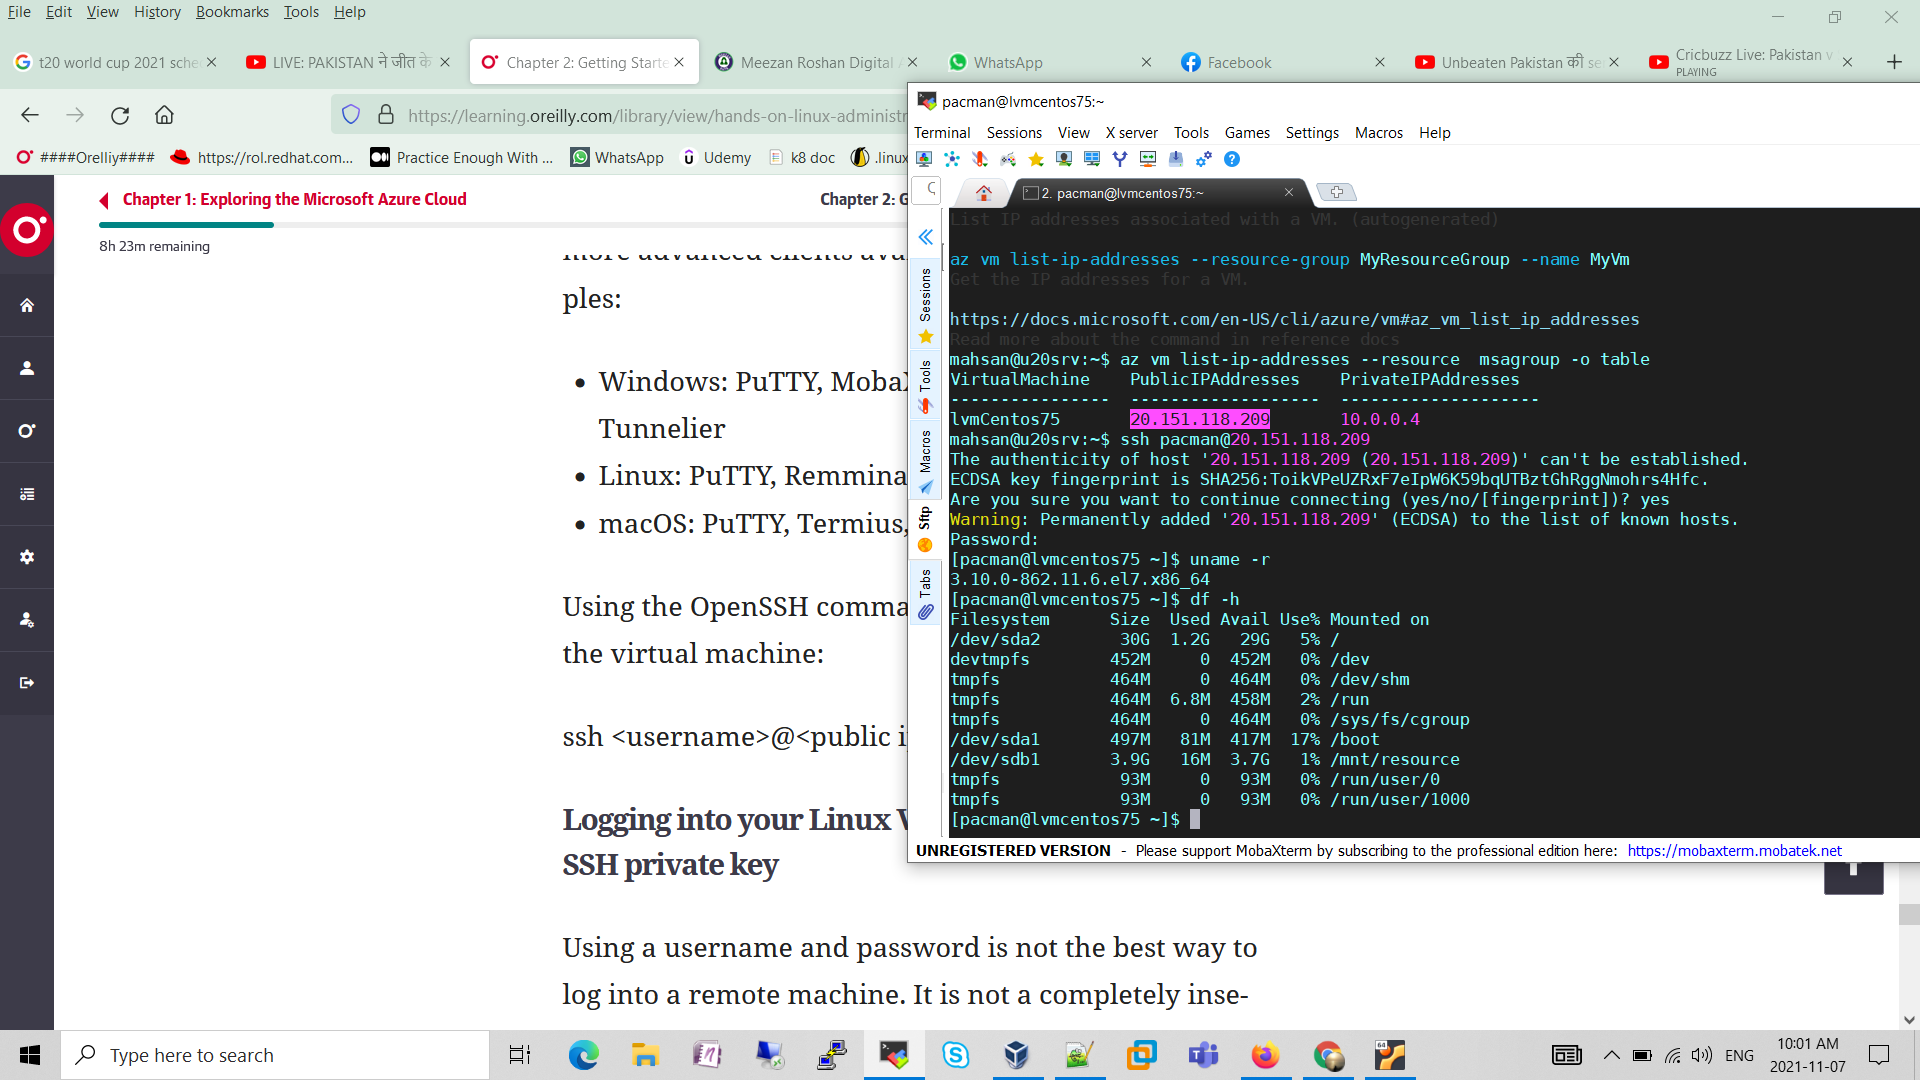 File Edit View History Bookmarks Tools Help
t20 world cup 2021 sche
LIVE: PAKISTAN ने जीत के
Chapter 2: Getting Starte
Meezan Roshan Digital A
WhatsApp
Facebook
Unbeaten Pakistan की se
Cricbuzz Live: Pakistan v
PLAYING
https://learning.oreilly.com/library/view/hands-on-linux-administr
####Orelliy####
https://rol.redhat.com...
Practice Enough With ...
WhatsApp
Udemy
k8 doc
.linux
Chapter 1: Exploring the Microsoft Azure Cloud
Chapter 2: G
8h 23m remaining
more advanced clients avai
ples:
• Windows: PuTTY, MobaX
Tunnelier
• Linux: PuTTY, Remmina
• macOS: PuTTY, Termius,
Using the OpenSSH comma
the virtual machine:
ssh <username>@<public i
Logging into your Linux V
SSH private key
Using a username and password is not the best way to
log into a remote machine. It is not a completely inse-
pacman@lvmcentos75:~
Terminal Sessions View X server Tools Games Settings Macros Help
2. pacman@lvmcentos75:~
Sessions
Tools
Macros
Sftp
Tabs
List IP addresses associated with a VM. (autogenerated)
az vm list-ip-addresses --resource-group MyResourceGroup --name MyVm
Get the IP addresses for a VM.
https://docs.microsoft.com/en-US/cli/azure/vm#az_vm_list_ip_addresses
Read more about the command in reference docs
mahsan@u20srv:~$ az vm list-ip-addresses --resource  msagroup -o table
VirtualMachine    PublicIPAddresses    PrivateIPAddresses
----------------  -------------------  --------------------
lvmCentos75       20.151.118.209       10.0.0.4
mahsan@u20srv:~$ ssh pacman@20.151.118.209
The authenticity of host '20.151.118.209 (20.151.118.209)' can't be established.
ECDSA key fingerprint is SHA256:ToikVPeUZRxF7eIpW6K59bqUTBztGhRggNmohrs4Hfc.
Are you sure you want to continue connecting (yes/no/[fingerprint])? yes
Warning: Permanently added '20.151.118.209' (ECDSA) to the list of known hosts.
Password:
[pacman@lvmcentos75 ~]$ uname -r
3.10.0-862.11.6.el7.x86_64
[pacman@lvmcentos75 ~]$ df -h
Filesystem      Size  Used Avail Use% Mounted on
/dev/sda2        30G  1.2G   29G   5% /
devtmpfs        452M     0  452M   0% /dev
tmpfs           464M     0  464M   0% /dev/shm
tmpfs           464M  6.8M  458M   2% /run
tmpfs           464M     0  464M   0% /sys/fs/cgroup
/dev/sda1       497M   81M  417M  17% /boot
/dev/sdb1       3.9G   16M  3.7G   1% /mnt/resource
tmpfs            93M     0   93M   0% /run/user/0
tmpfs            93M     0   93M   0% /run/user/1000
[pacman@lvmcentos75 ~]$
UNREGISTERED VERSION - Please support MobaXterm by subscribing to the professional edition here: https://mobaxterm.mobatek.net
Type here to search
64
ENG
10:01 AM
2021-11-07